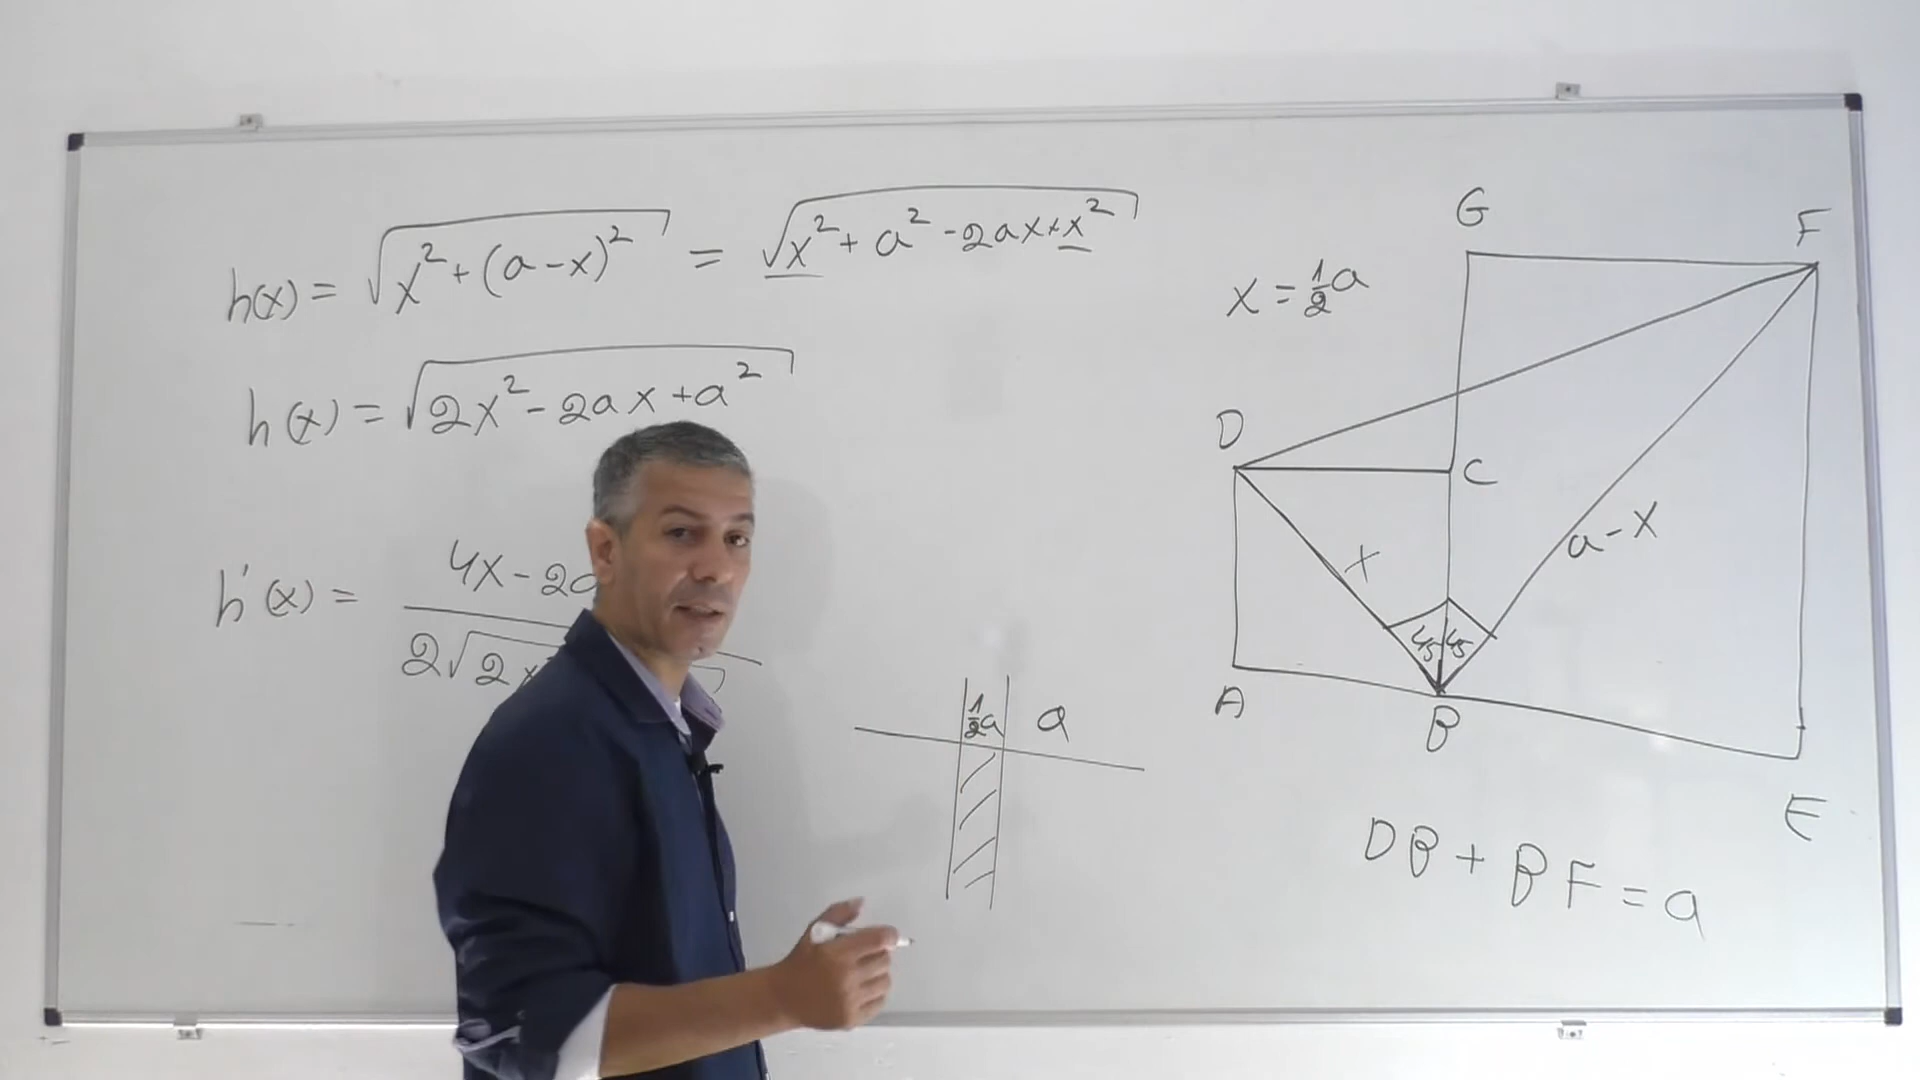 h(x) = √x² + (a-x)² = √x² + a² - 2ax + x²
h(x) = √2x² - 2ax + a²
h'(x) = 4x - 2a
2√2x
½a a
x = ½a
G F
D C
x a-x
45 45
A B E
DB + BF = a